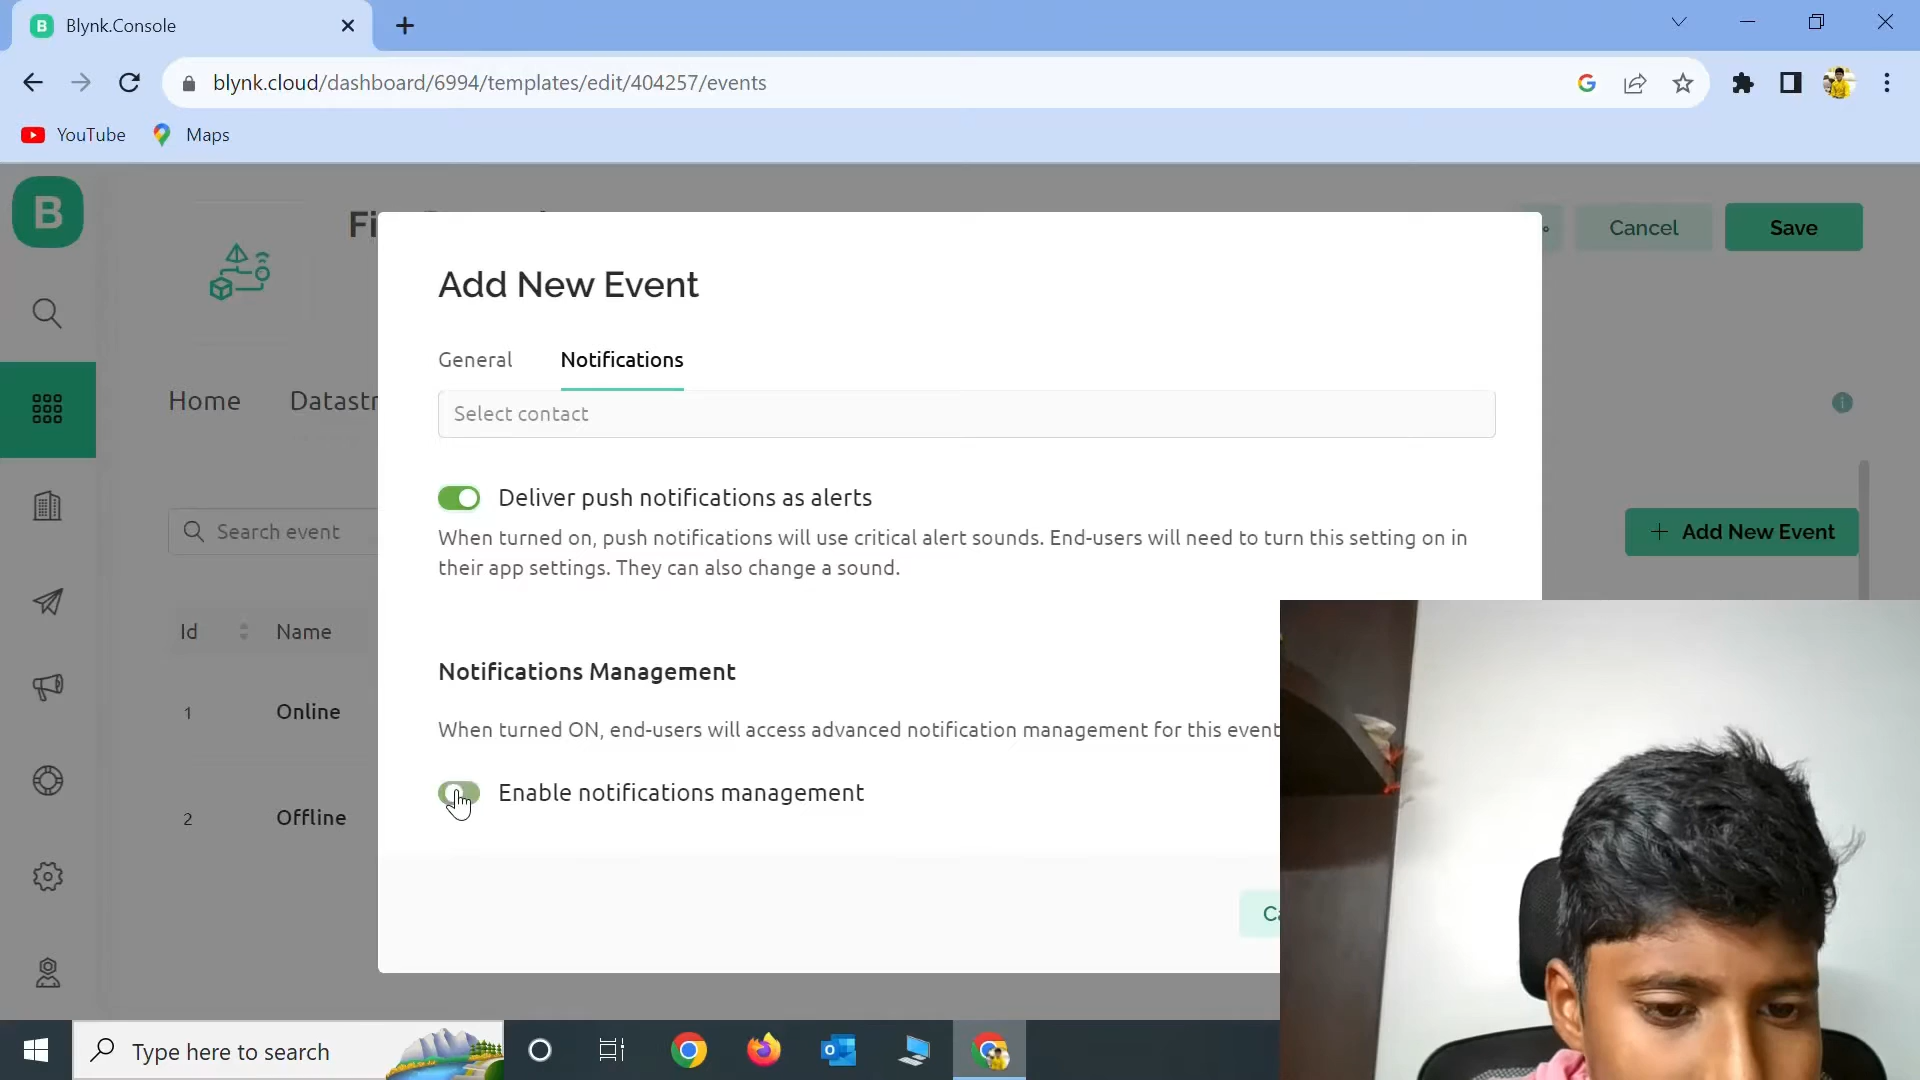 B Blynk.Console
blynk.cloud/dashboard/6994/templates/edit/404257/events
YouTube Maps
B
Cancel Save
Add New Event
General Notifications
Home
Select contact
Deliver push notifications as alerts
Search event
Add New Event
When turned on, push notifications will use critical alert sounds. End-users will need to turn this setting on in
their app settings. They can also change a sound.
Id Name
Notifications Management
1 Online
When turned ON, end-users will access advanced notification management for this event
Enable notifications management
2 Offline
Type here to search